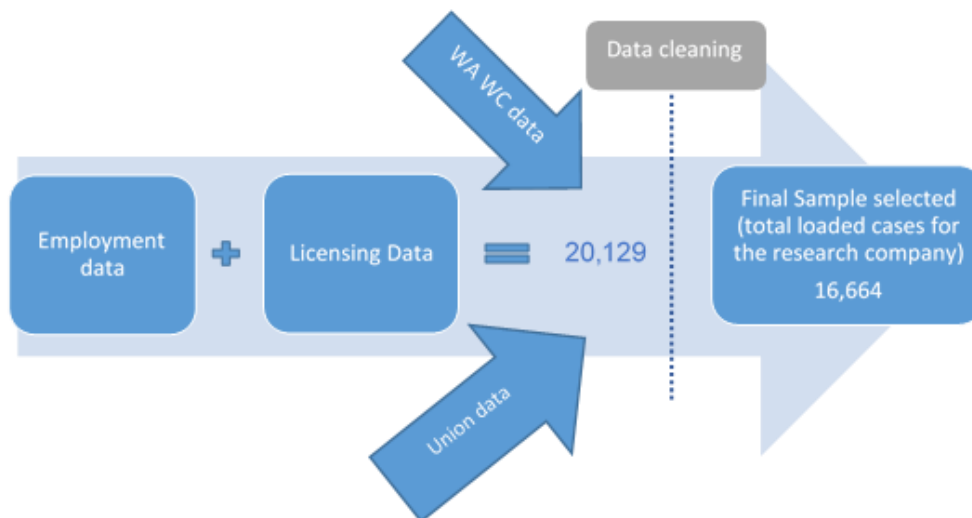 Data cleaning
WA WC data
Employment
data
+
Licensing Data
=
20,129
Final Sample selected
(total loaded cases for
the research company)
16,664
Union data